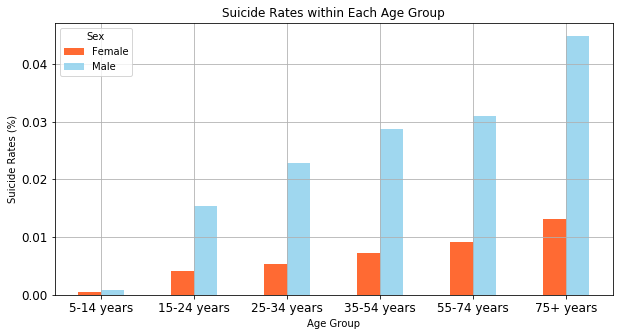 Suicide Rates within Each Age Group
Sex
Female
Male
Suicide Rates (%)
0.04
0.03
0.02
0.01
0.00
5-14 years
15-24 years
25-34 years
35-54 years
55-74 years
75+ years
Age Group